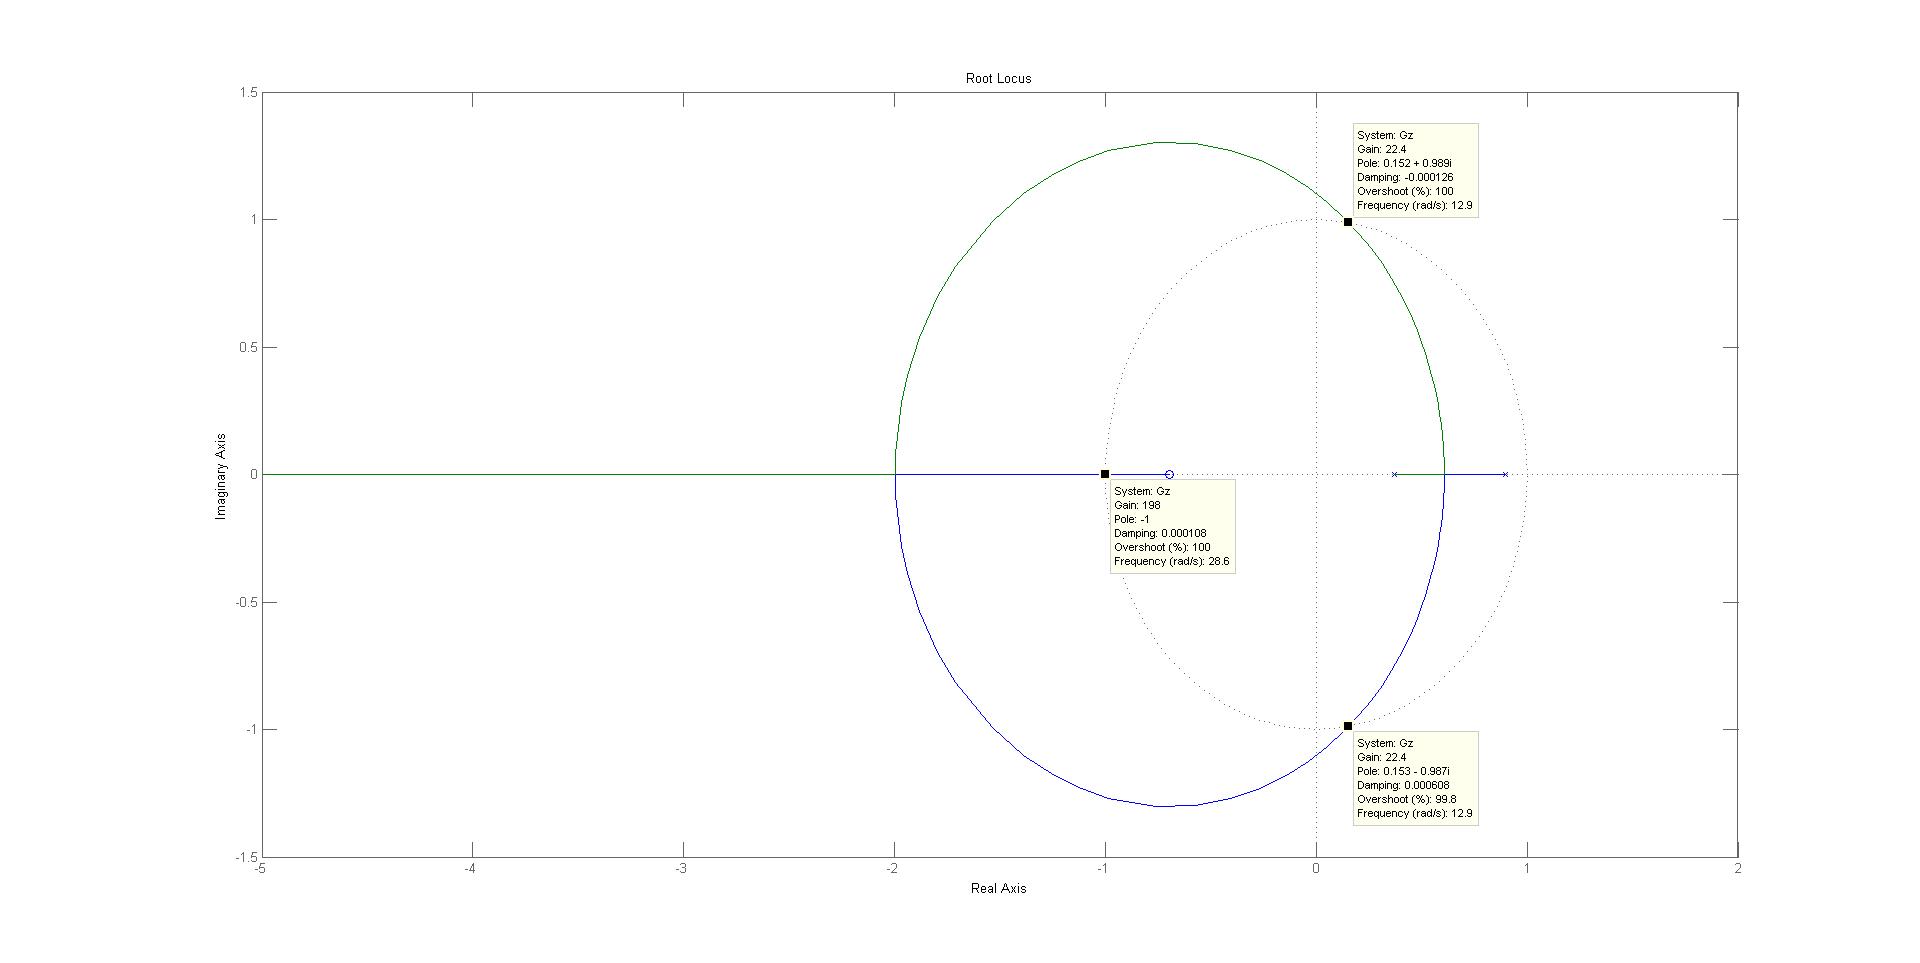 Root Locus
1.5
System: Gz
Gain: 22.4
Pole: 0.152 + 0.989i
Damping: -0.000126
Overshoot (%): 100
Frequency (rad/s): 12.9
1
0.5
Imaginary Axis
0
System: Gz
Gain: 198
Pole: -1
Damping: 0.000108
Overshoot (%): 100
Frequency (rad/s): 28.6
-0.5
-1
System: Gz
Gain: 22.4
Pole: 0.153 - 0.987i
Damping: 0.000608
Overshoot (%): 99.8
Frequency (rad/s): 12.9
-1.5
-5 -4 -3 -2 -1 0 1 2
Real Axis